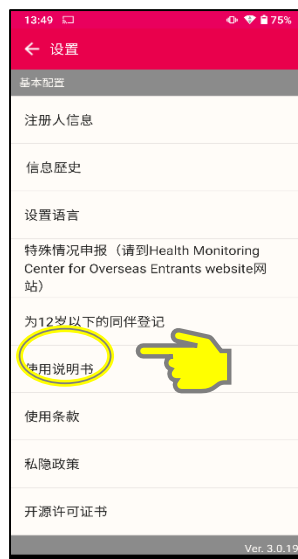 13:49 75%
← 设置
基本配置
注册人信息
信息歷史
设置语言
特殊情况申报（请到Health Monitoring
Center for Overseas Entrants website网
站）
为12岁以下的同伴登记
使用说明书
使用条款
私隐政策
开源许可证书
Ver. 3.0.19